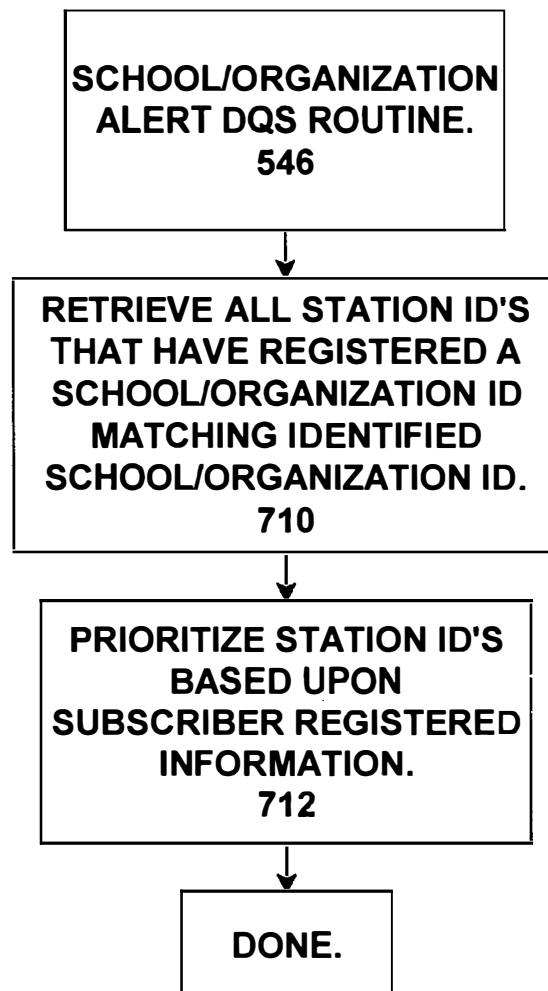 SCHOOL/ORGANIZATION
ALERT DQS ROUTINE.
546
RETRIEVE ALL STATION ID'S
THAT HAVE REGISTERED A
SCHOOL/ORGANIZATION ID
MATCHING IDENTIFIED
SCHOOL/ORGANIZATION ID.
710
PRIORITIZE STATION ID'S
BASED UPON
SUBSCRIBER REGISTERED
INFORMATION.
712
DONE.